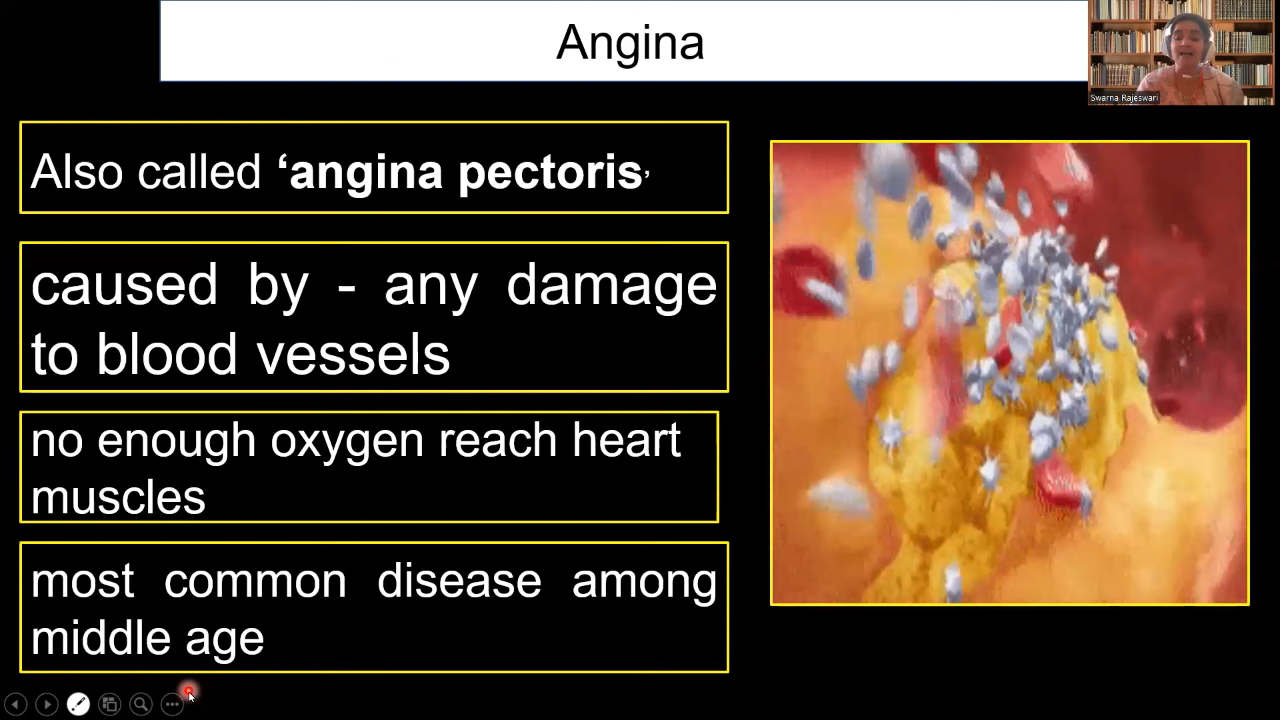 Angina
Swarna Rajeswari
Also called ‘angina pectoris’
caused by - any damage
to blood vessels
no enough oxygen reach heart
muscles
most common disease among
middle age